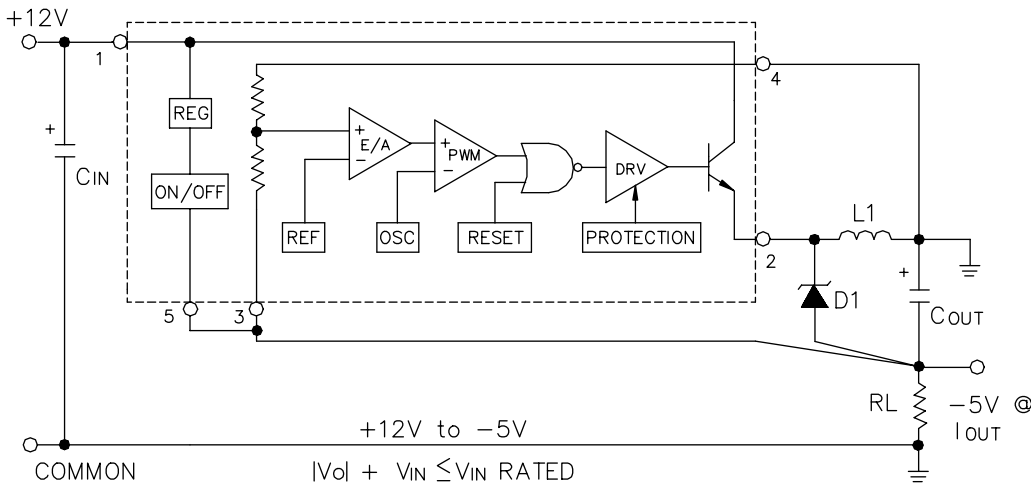 +12V
1
4
REG
+
E/A
−
+
PWM
−
DRV
+
CIN
ON/OFF
REF
OSC
RESET
PROTECTION
L1
2
5
3
D1
+
COUT
RL
−5V @
IOUT
+12V to −5V
COMMON
|Vo| + VIN ≤ VIN RATED